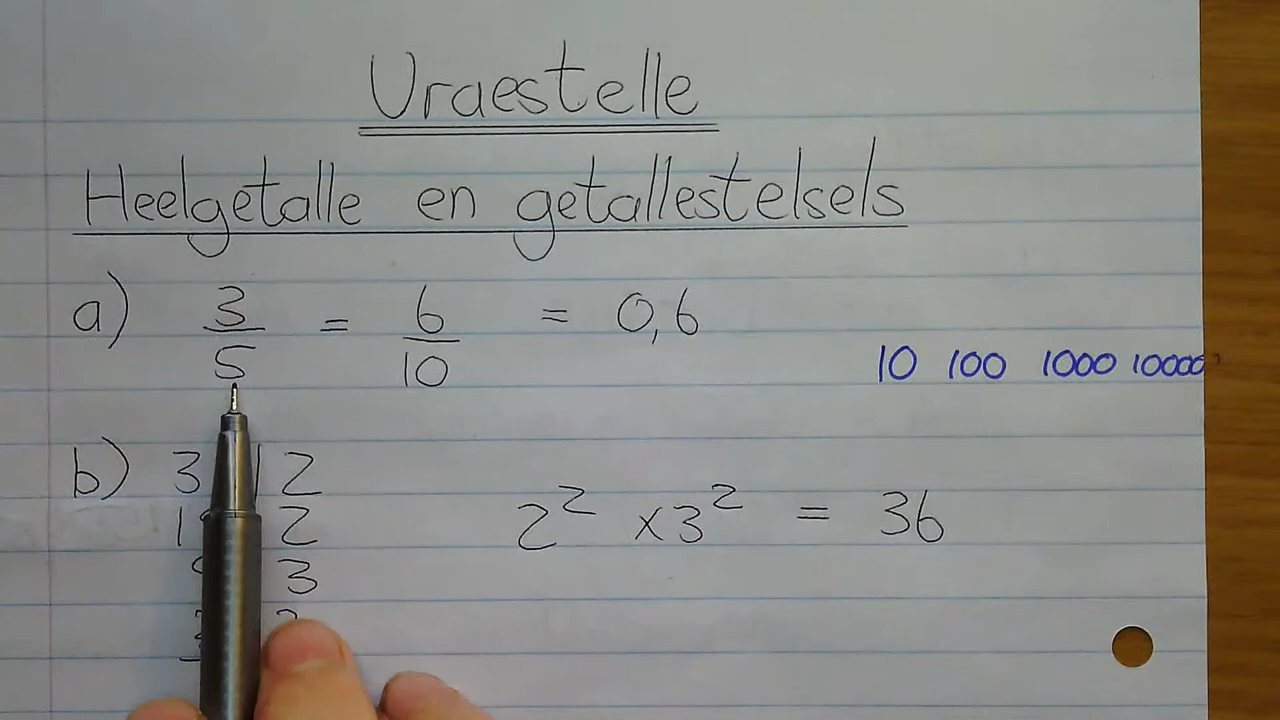 Vraestelle
Heelgetalle en getallestelsels
a) 3/5 = 6/10 = 0,6
10 100 1000 10000
b) 3 | 2
1 2
2² x 3² = 36
3